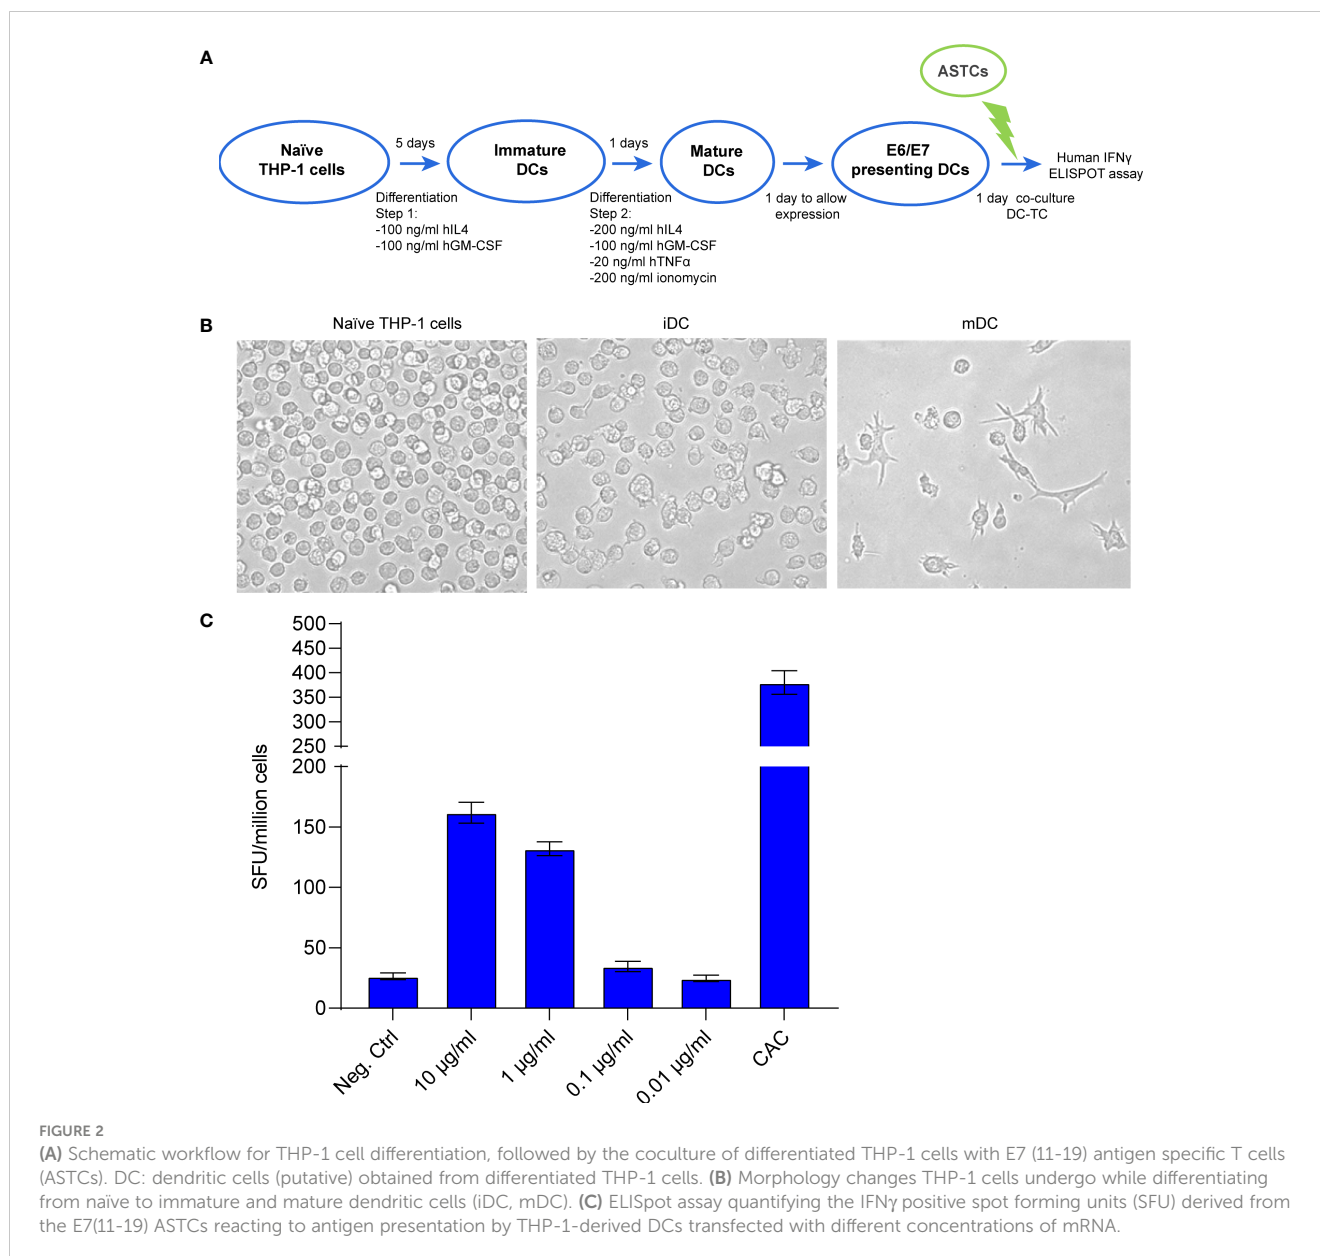 A
ASTCs
Naïve
THP-1 cells
5 days
Immature
DCs
1 days
Mature
DCs
E6/E7
presenting DCs
Human IFNγ
ELISPOT assay
Differentiation
Step 1:
-100 ng/ml hIL4
-100 ng/ml hGM-CSF
Differentiation
Step 2:
-200 ng/ml hIL4
-100 ng/ml hGM-CSF
-20 ng/ml hTNFα
-200 ng/ml ionomycin
1 day to allow
expression
1 day co-culture
DC-TC
B
Naïve THP-1 cells
iDC
mDC
C
SFU/million cells
500
450
400
350
300
250
200
150
100
50
0
Neg. Ctrl
10 µg/ml
1 µg/ml
0.1 µg/ml
0.01 µg/ml
CAC
FIGURE 2
(A) Schematic workflow for THP-1 cell differentiation, followed by the coculture of differentiated THP-1 cells with E7 (11-19) antigen specific T cells
(ASTCs). DC: dendritic cells (putative) obtained from differentiated THP-1 cells. (B) Morphology changes THP-1 cells undergo while differentiating
from naïve to immature and mature dendritic cells (iDC, mDC). (C) ELISpot assay quantifying the IFNγ positive spot forming units (SFU) derived from
the E7(11-19) ASTCs reacting to antigen presentation by THP-1-derived DCs transfected with different concentrations of mRNA.